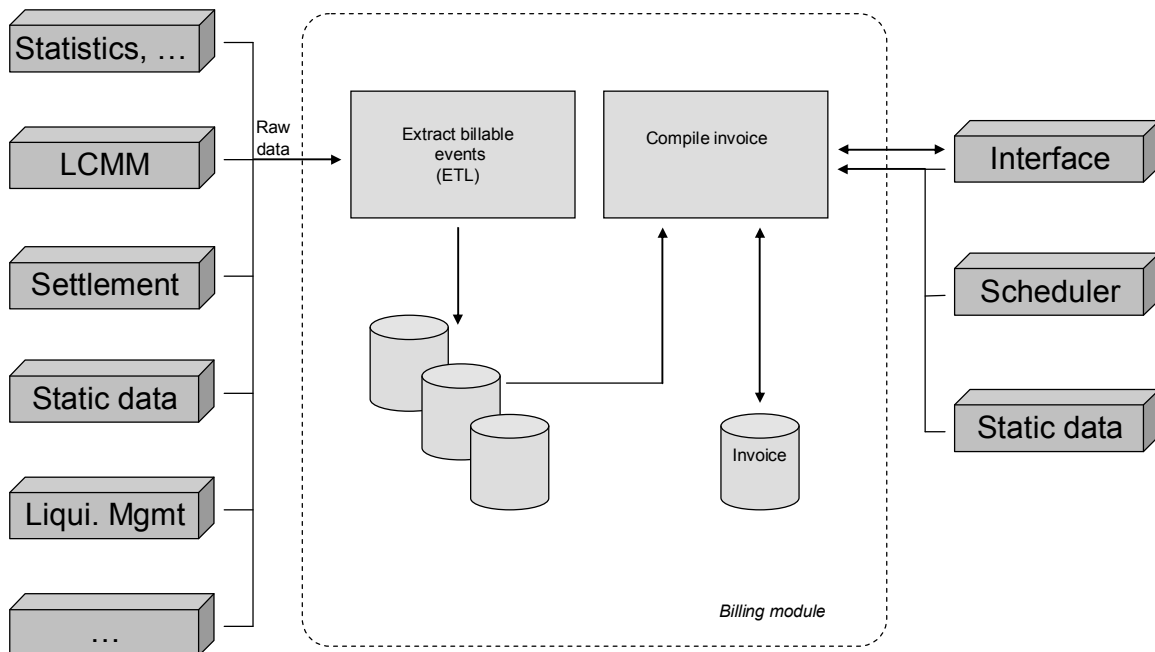 Statistics, …
LCMM
Settlement
Static data
Liqui. Mgmt
…
Raw
data
Extract billable
events
(ETL)
Compile invoice
Invoice
Billing module
Interface
Scheduler
Static data